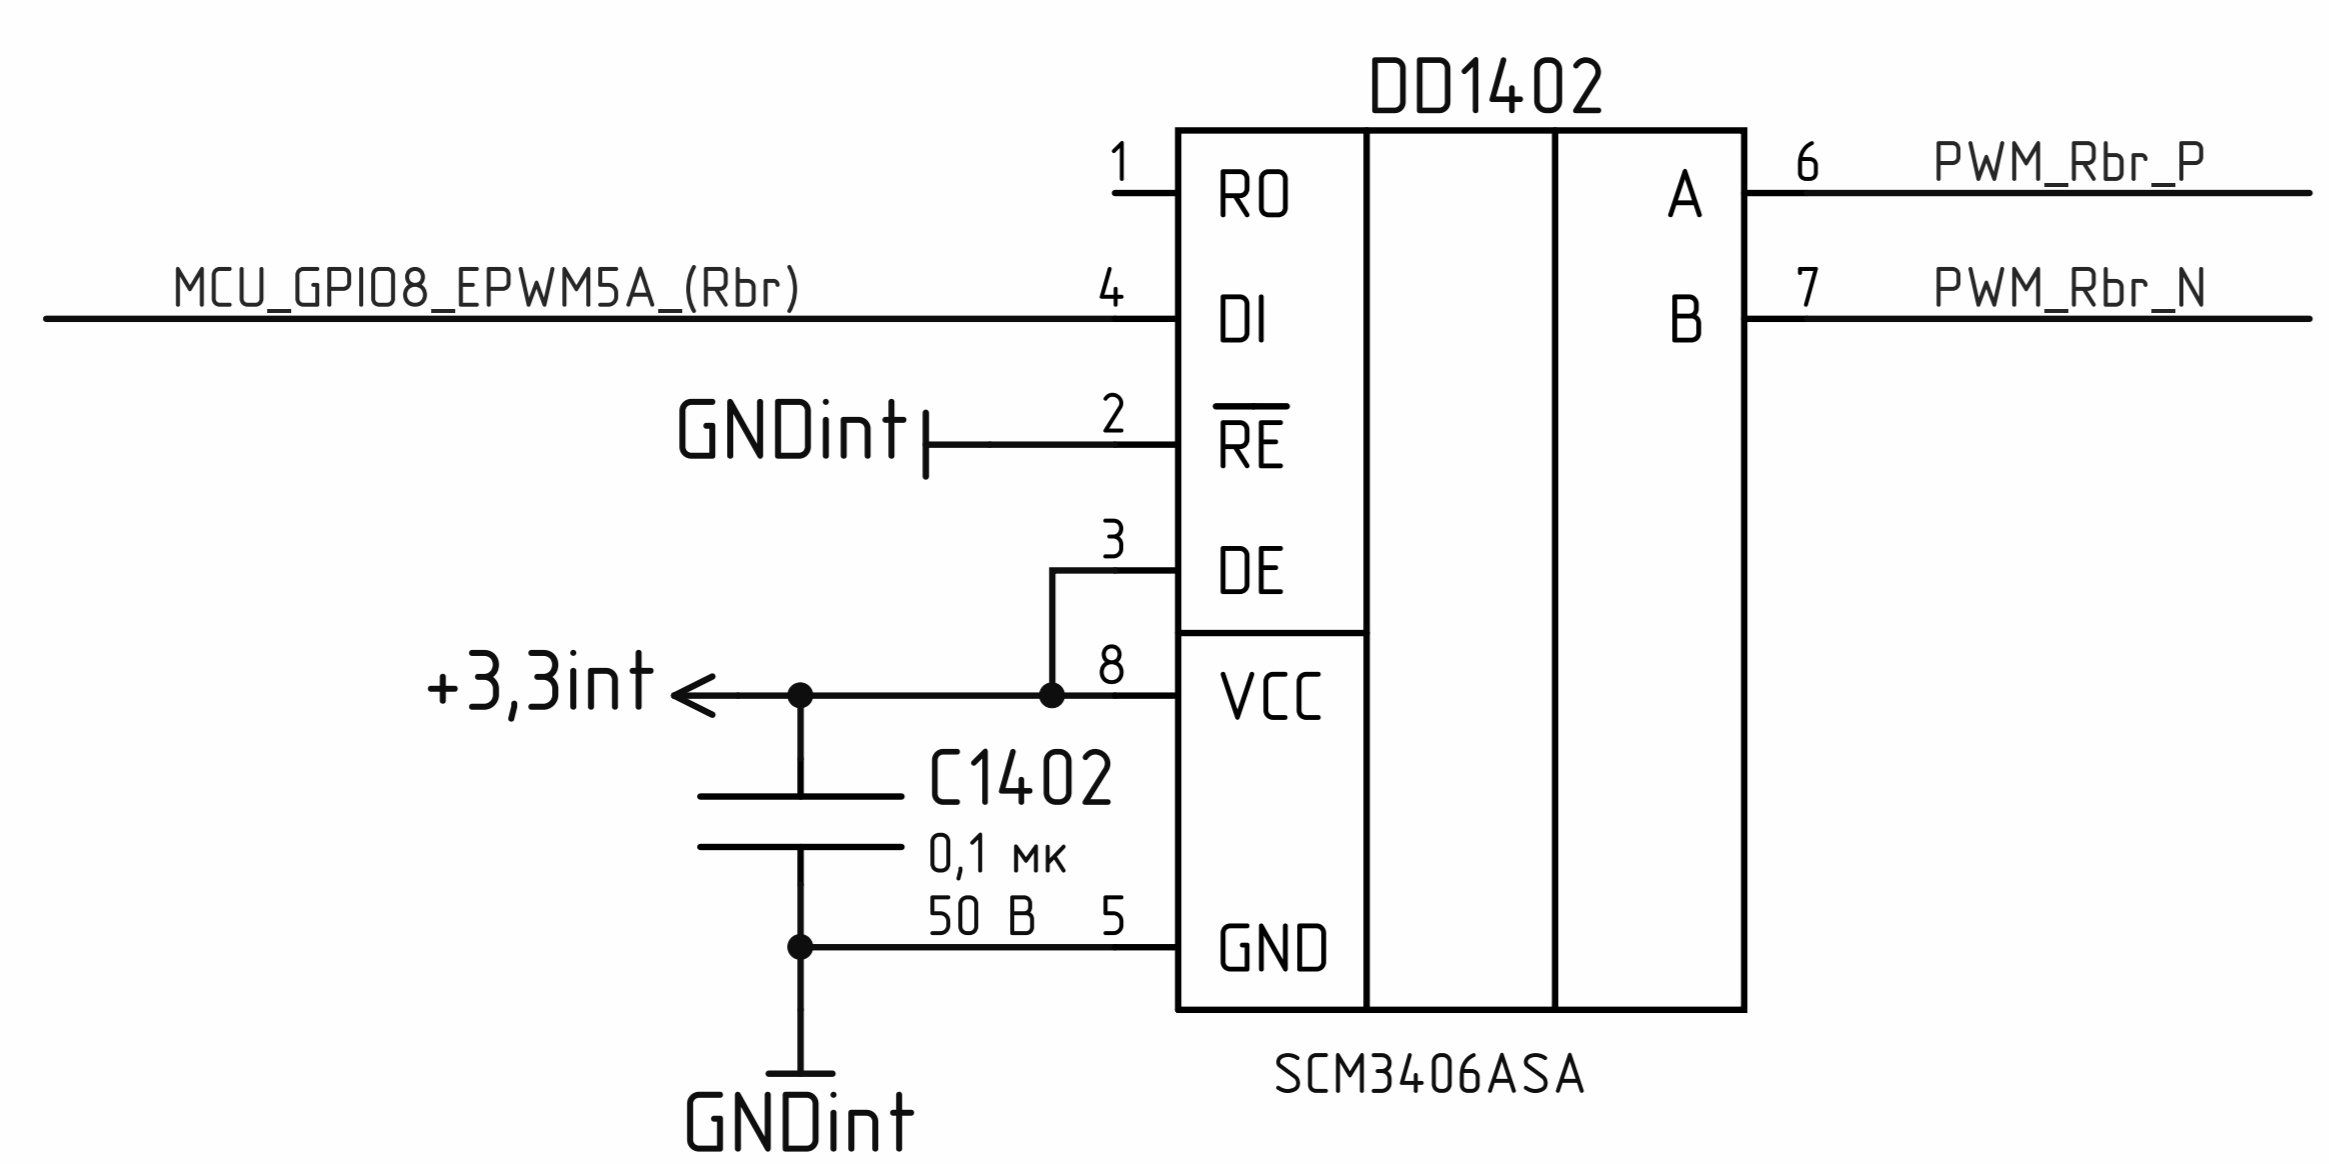 DD1402
1 RO A 6 PWM_Rbr_P
MCU_GPIO8_EPWM5A_(Rbr) 4 DI B 7 PWM_Rbr_N
GNDint 2 RE
3 DE
+3,3int 8 VCC
C1402
0,1 мк
50 В 5 GND
SCM3406ASA
GNDint